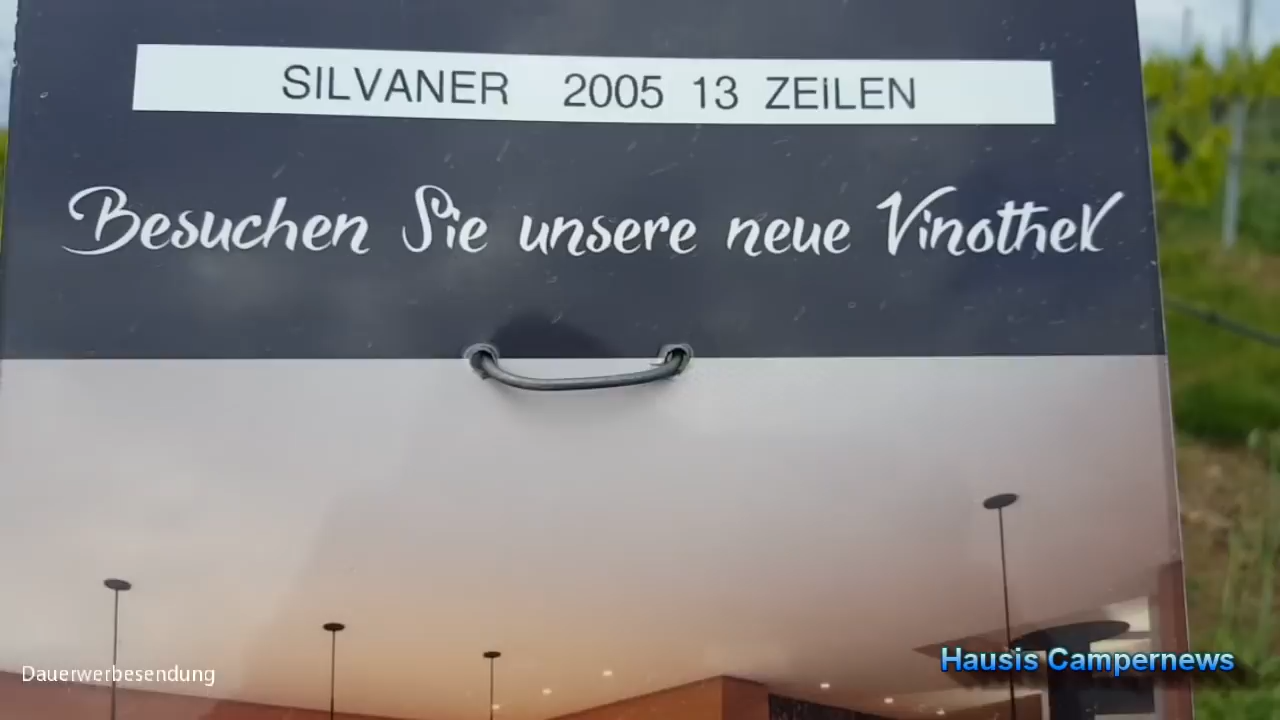 SILVANER 2005 13 ZEILEN
Besuchen Sie unsere neue Vinothek
Hausis Campernews
Dauerwerbesendung